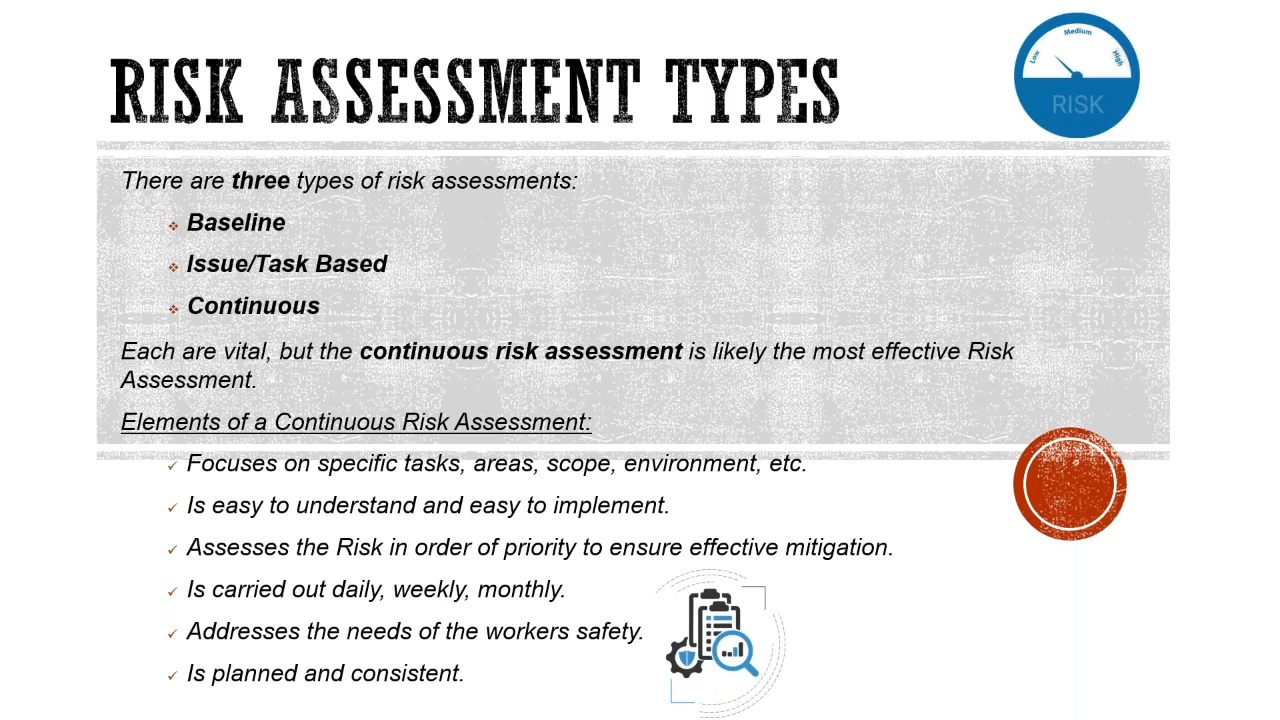 RISK ASSESSMENT TYPES
Low
Medium
High
RISK
There are three types of risk assessments:
Baseline
Issue/Task Based
Continuous
Each are vital, but the continuous risk assessment is likely the most effective Risk
Assessment.
Elements of a Continuous Risk Assessment:
Focuses on specific tasks, areas, scope, environment, etc.
Is easy to understand and easy to implement.
Assesses the Risk in order of priority to ensure effective mitigation.
Is carried out daily, weekly, monthly.
Addresses the needs of the workers safety.
Is planned and consistent.